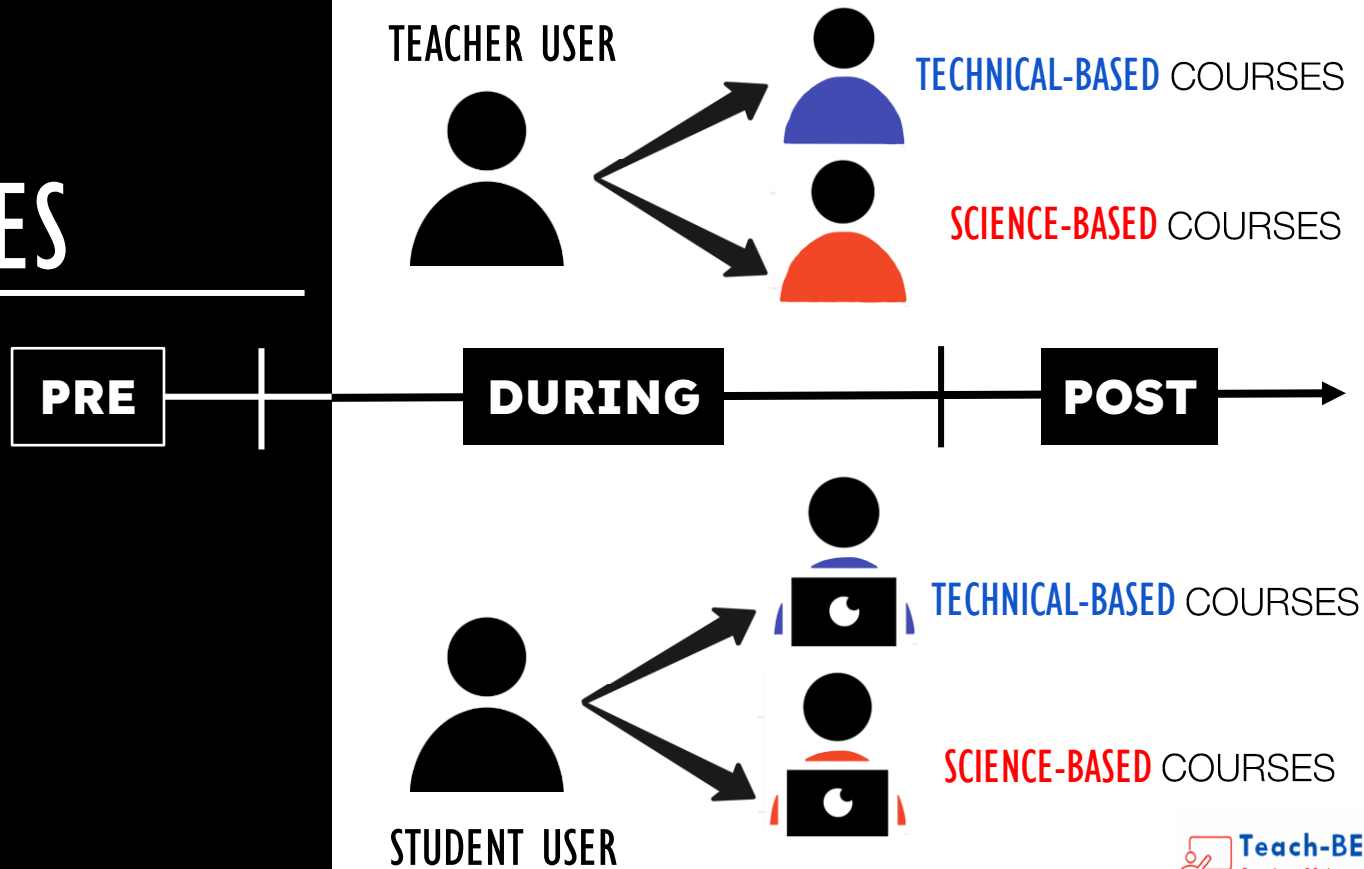 TEACHER USER
TECHNICAL-BASED COURSES
ES
SCIENCE-BASED COURSES
PRE
DURING
POST
TECHNICAL-BASED COURSES
SCIENCE-BASED COURSES
STUDENT USER
Teach-BE